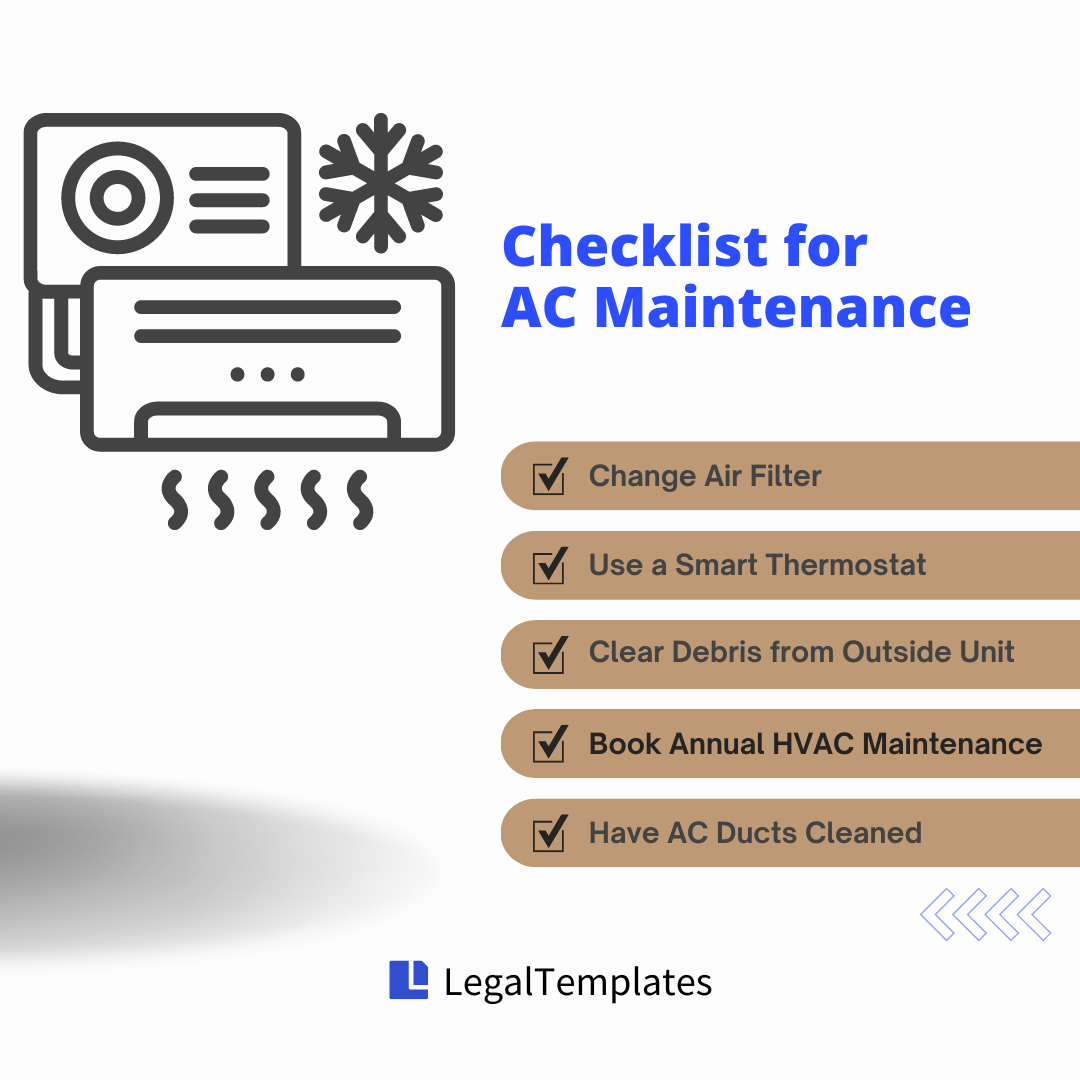 Checklist for
AC Maintenance
Change Air Filter
Use a Smart Thermostat
Clear Debris from Outside Unit
Book Annual HVAC Maintenance
Have AC Ducts Cleaned
LegalTemplates